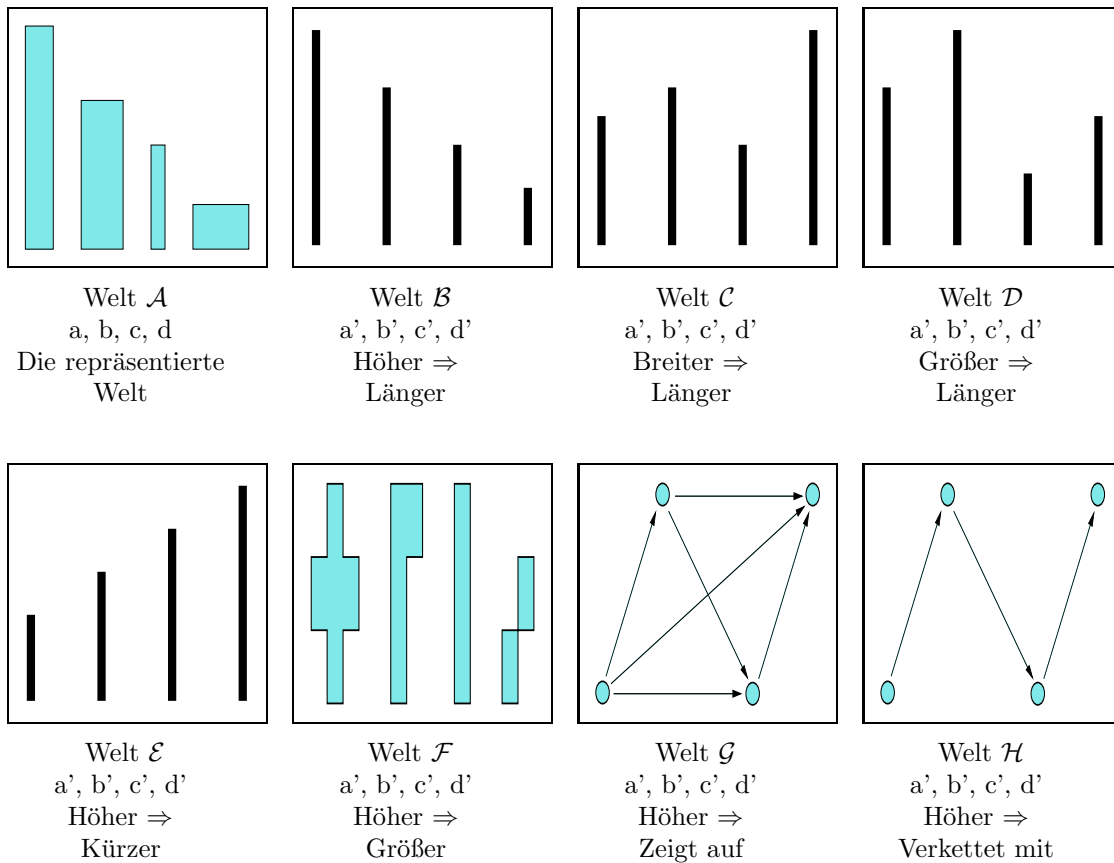 Welt 𝒜
a, b, c, d
Die repräsentierte
Welt
Welt ℬ
a’, b’, c’, d’
Höher ⇒
Länger
Welt 𝒞
a’, b’, c’, d’
Breiter ⇒
Länger
Welt 𝒟
a’, b’, c’, d’
Größer ⇒
Länger
Welt ℰ
a’, b’, c’, d’
Höher ⇒
Kürzer
Welt ℱ
a’, b’, c’, d’
Höher ⇒
Größer
Welt 𝒢
a’, b’, c’, d’
Höher ⇒
Zeigt auf
Welt ℋ
a’, b’, c’, d’
Höher ⇒
Verkettet mit